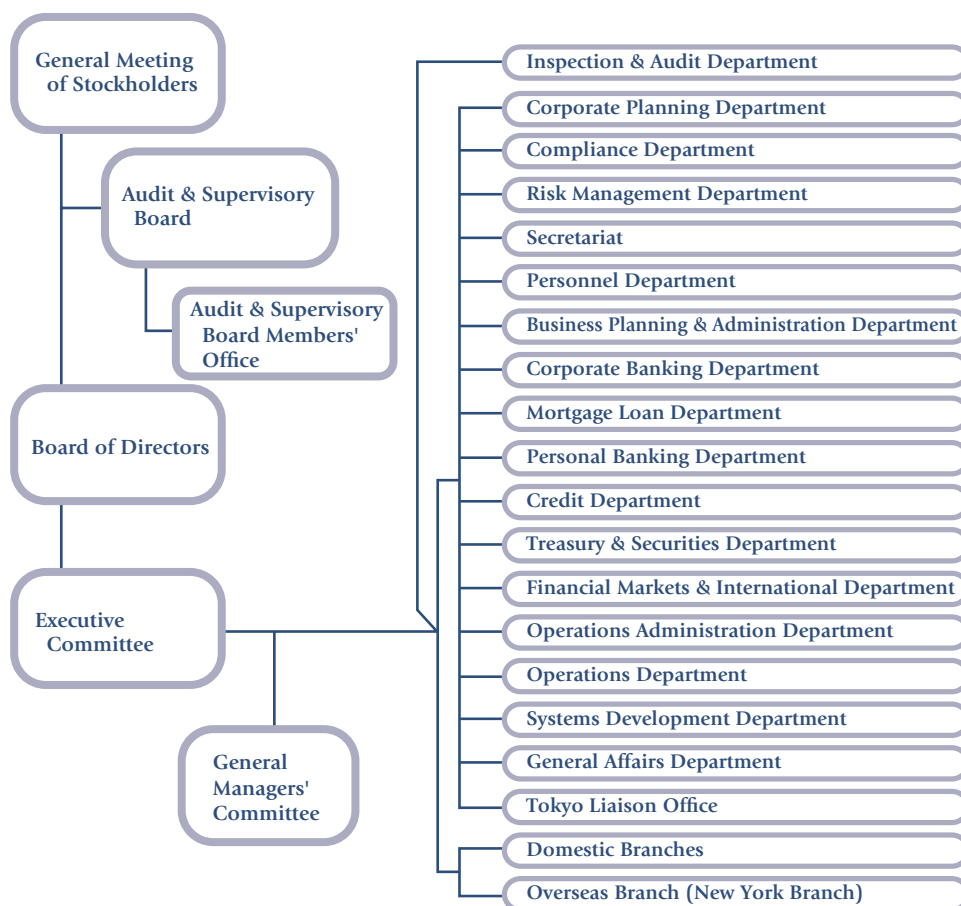 General Meeting
of Stockholders
Audit & Supervisory
Board
Audit & Supervisory
Board Members'
Office
Board of Directors
Executive
Committee
General
Managers'
Committee
Inspection & Audit Department
Corporate Planning Department
Compliance Department
Risk Management Department
Secretariat
Personnel Department
Business Planning & Administration Department
Corporate Banking Department
Mortgage Loan Department
Personal Banking Department
Credit Department
Treasury & Securities Department
Financial Markets & International Department
Operations Administration Department
Operations Department
Systems Development Department
General Affairs Department
Tokyo Liaison Office
Domestic Branches
Overseas Branch (New York Branch)